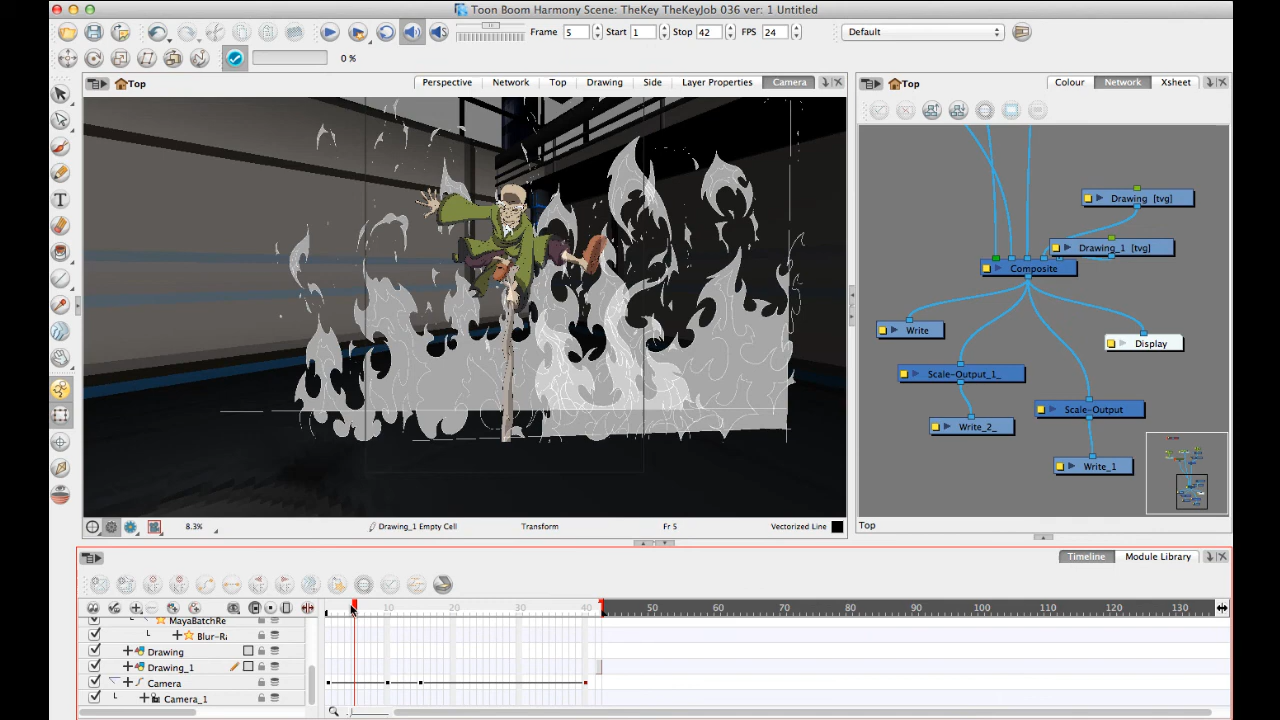 Toon Boom Harmony Scene: TheKey TheKeyJob 036 ver: 1 Untitled
Frame 5 Start 1 Stop 42 FPS 24 Default
0 %
Top Perspective Network Top Drawing Side Layer Properties Camera
Top Colour Network Xsheet
Drawing [tvg]
Drawing_1 [tvg]
Composite
Write
Display
Scale-Output_1_
Scale-Output
Write_2_
Write_1
8.3% Drawing_1 Empty Cell Transform Fr 5 Vectorized Line
Top
Timeline Module Library
10 20 30 40 50 60 70 80 90 100 110 120 130
MayaBatchRe
Blur-Ra
Drawing
Drawing_1
Camera
Camera_1